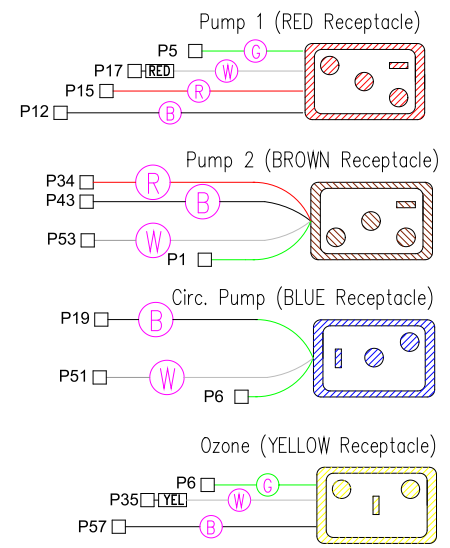 Pump 1 (RED Receptacle)
P5 G
P17 RED W
P15 R
P12 B
Pump 2 (BROWN Receptacle)
P34 R
P43 B
P53 W
P1
Circ. Pump (BLUE Receptacle)
P19 B
P51 W
P6
Ozone (YELLOW Receptacle)
P6 G
P35 YEL W
P57 B